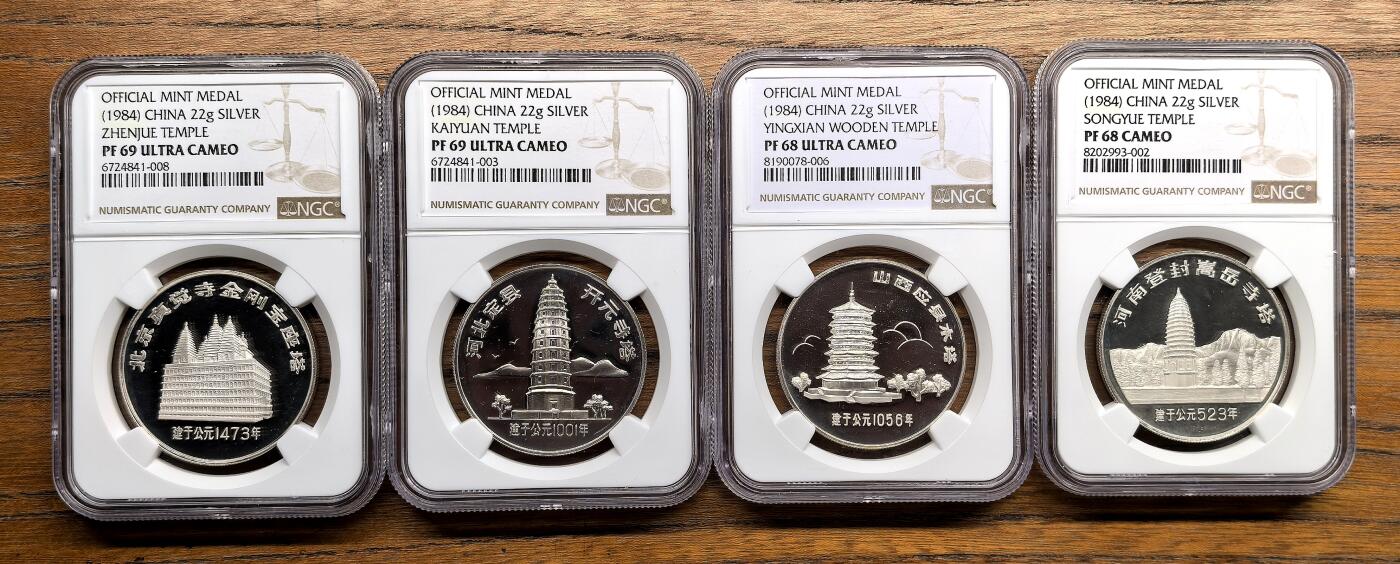 OFFICIAL MINT MEDAL
(1984) CHINA 22g SILVER
ZHENJUE TEMPLE
PF 69 ULTRA CAMEO
6724841-008
NUMISMATIC GUARANTY COMPANY NGC
北京真觉寺金刚宝座塔
建于公元1473年
OFFICIAL MINT MEDAL
(1984) CHINA 22g SILVER
KAIYUAN TEMPLE
PF 69 ULTRA CAMEO
6724841-003
NUMISMATIC GUARANTY COMPANY NGC
河北定县 开元寺塔
建于公元1001年
OFFICIAL MINT MEDAL
(1984) CHINA 22g SILVER
YINGXIAN WOODEN TEMPLE
PF 68 ULTRA CAMEO
8190078-006
NUMISMATIC GUARANTY COMPANY NGC
山西应县木塔
建于公元1056年
OFFICIAL MINT MEDAL
(1984) CHINA 22g SILVER
SONGYUE TEMPLE
PF 68 CAMEO
8202993-002
NUMISMATIC GUARANTY COMPANY NGC
河南登封嵩岳寺塔
建于公元523年